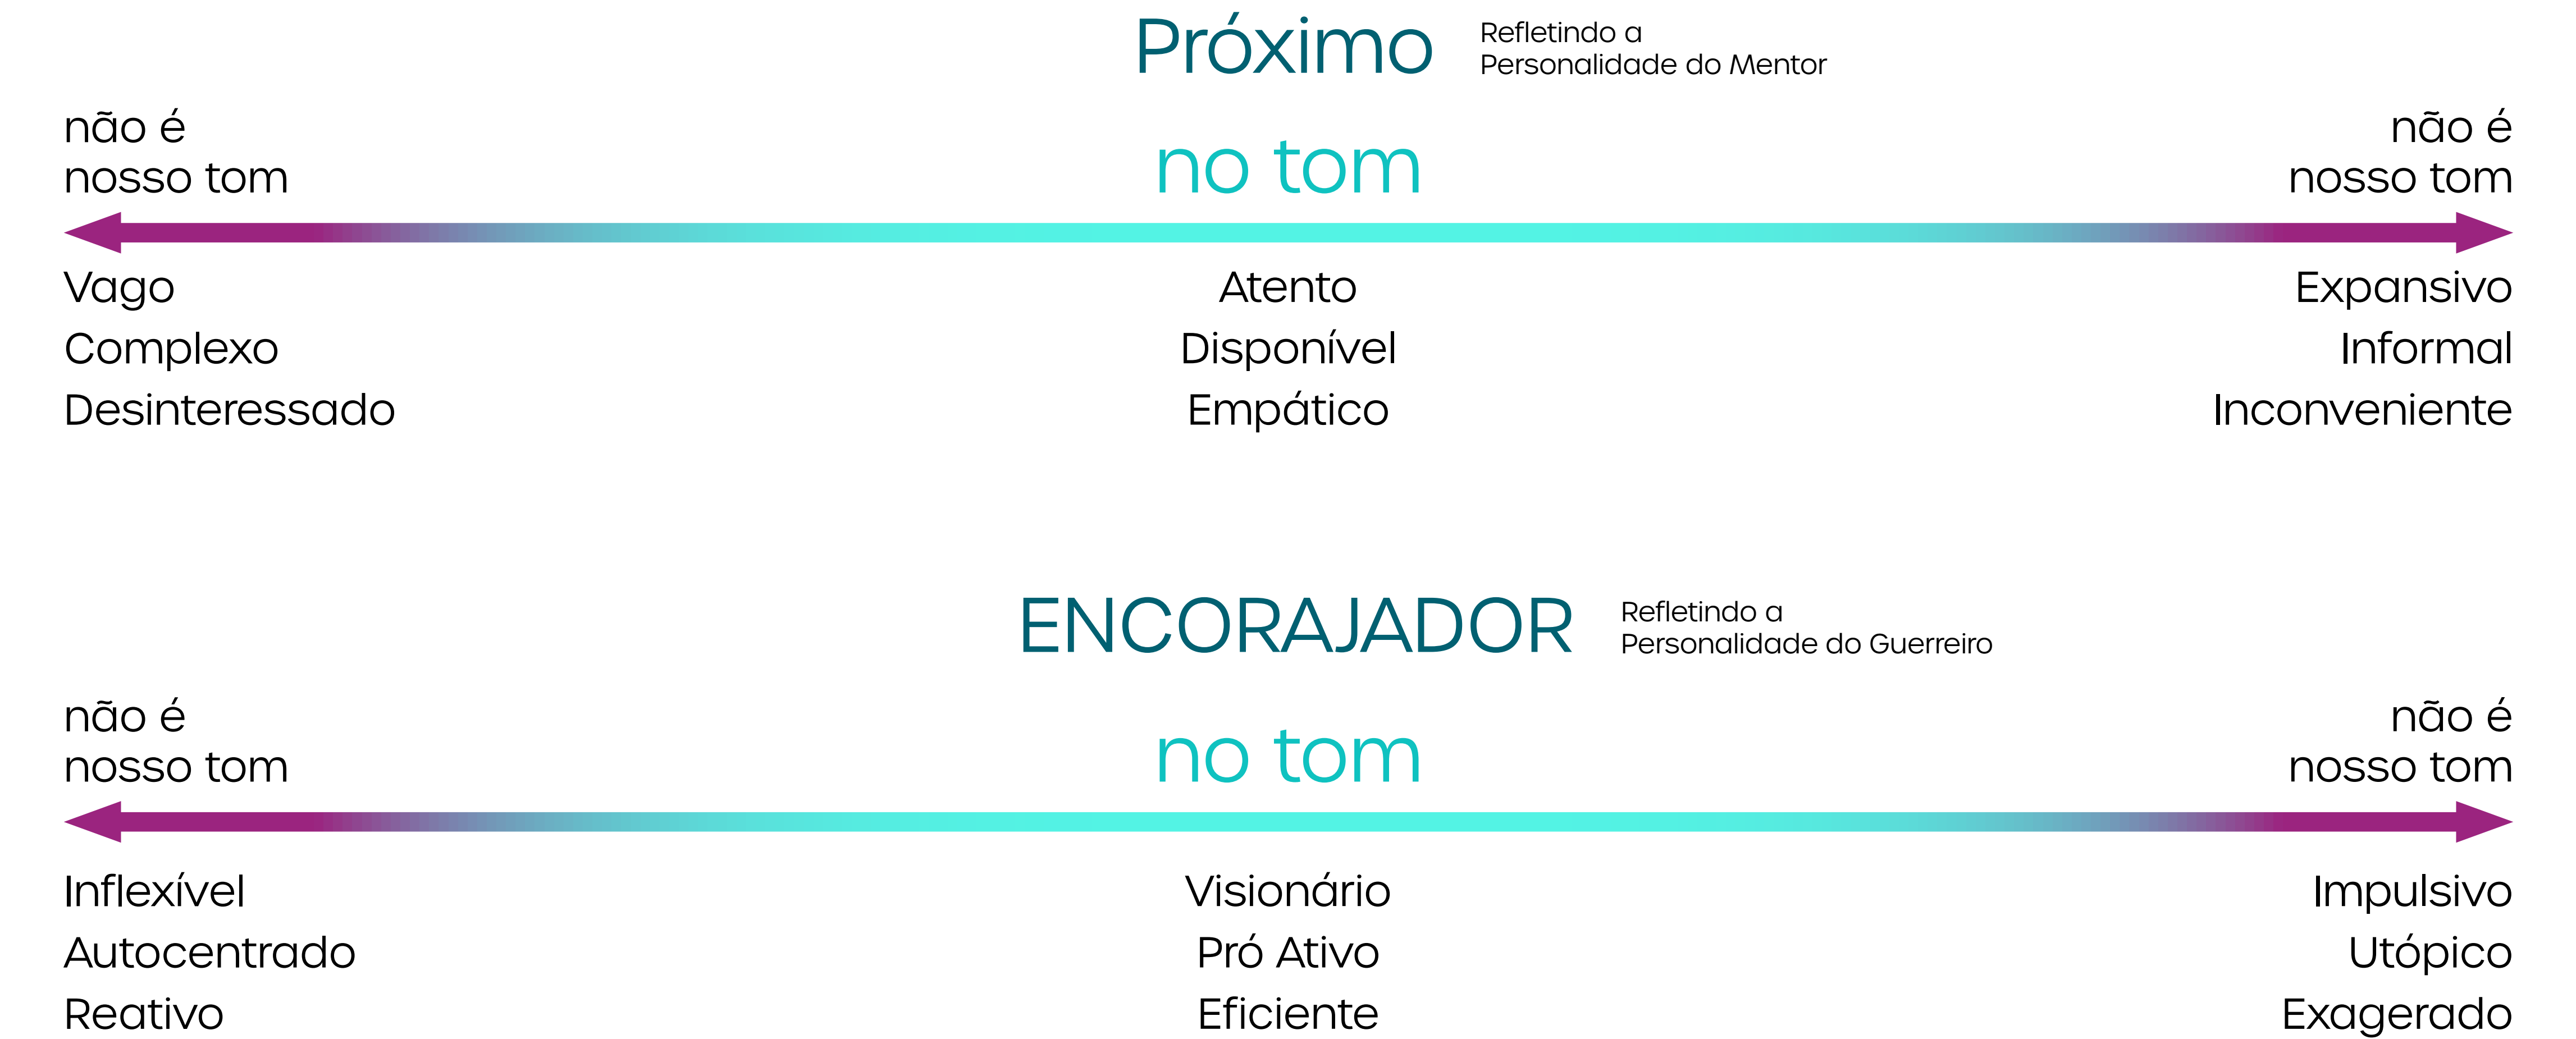 Próximo
Refletindo a
Personalidade do Mentor
não é
nosso tom
no tom
não é
nosso tom
Vago
Atento
Expansivo
Complexo
Disponível
Informal
Desinteressado
Empático
Inconveniente
ENCORAJADOR
Refletindo a
Personalidade do Guerreiro
não é
nosso tom
no tom
não é
nosso tom
Inflexível
Visionário
Impulsivo
Autocentrado
Pró Ativo
Utópico
Reativo
Eficiente
Exagerado